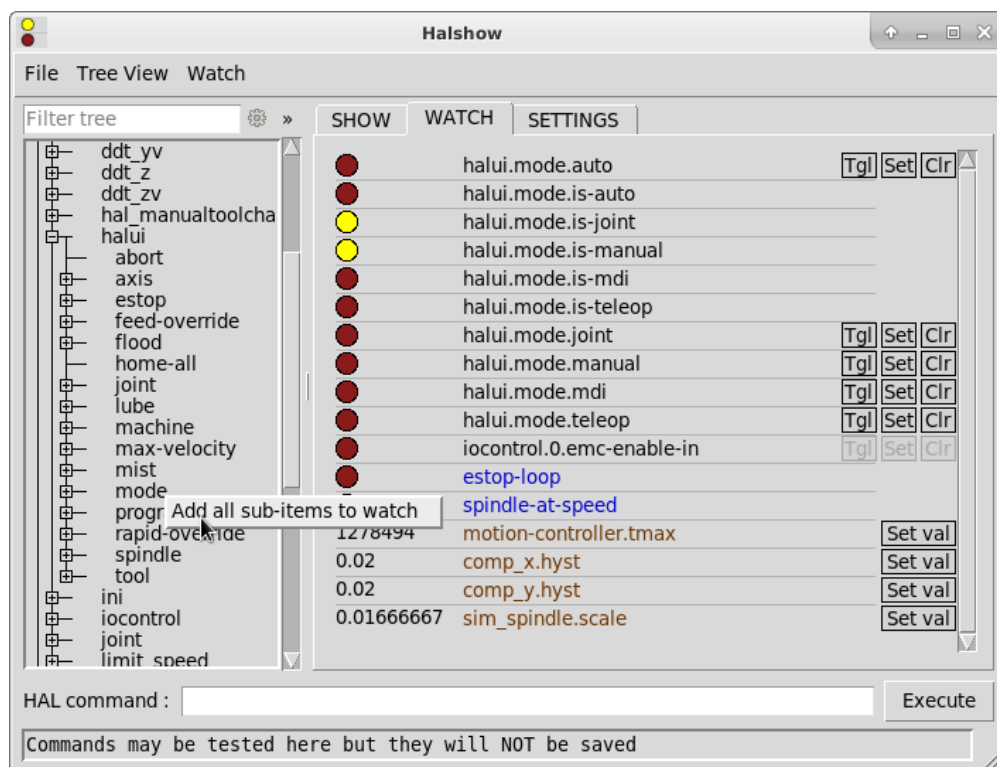 Halshow
File Tree View Watch
Filter tree »
SHOW WATCH SETTINGS
ddt_yv
ddt_z
ddt_zv
hal_manualtoolcha
halui
abort
axis
estop
feed-override
flood
home-all
joint
lube
machine
max-velocity
mist
mode
progr
Add all sub-items to watch
rapid-override
spindle
tool
ini
iocontrol
joint
limit_speed
halui.mode.auto Tgl Set Clr
halui.mode.is-auto
halui.mode.is-joint
halui.mode.is-manual
halui.mode.is-mdi
halui.mode.is-teleop
halui.mode.joint Tgl Set Clr
halui.mode.manual Tgl Set Clr
halui.mode.mdi Tgl Set Clr
halui.mode.teleop Tgl Set Clr
iocontrol.0.emc-enable-in Tgl Set Clr
estop-loop
spindle-at-speed
1278494 motion-controller.tmax Set val
0.02 comp_x.hyst Set val
0.02 comp_y.hyst Set val
0.01666667 sim_spindle.scale Set val
HAL command : Execute
Commands may be tested here but they will NOT be saved